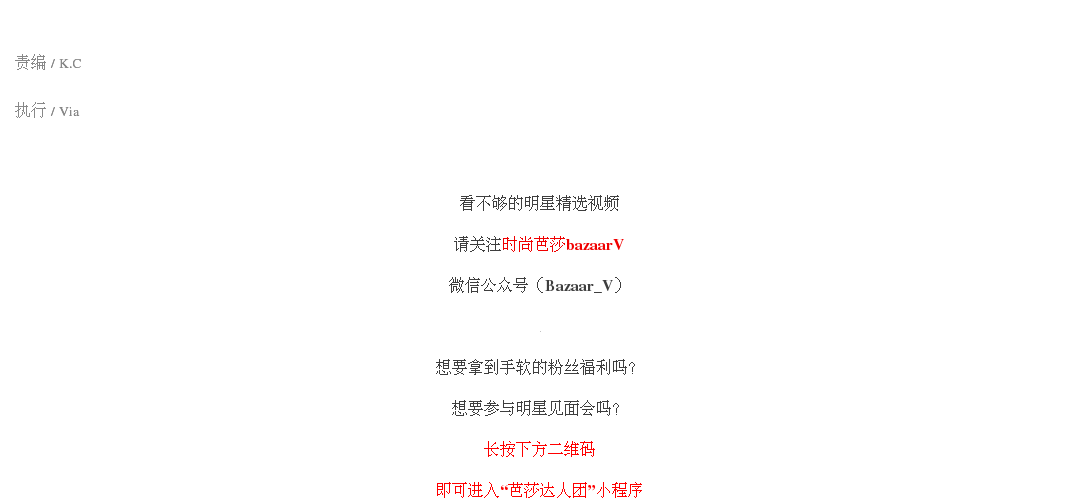 责编 / K.C
执行 / Via
看不够的明星精选视频
请关注时尚芭莎bazaarV
微信公众号（Bazaar_V）
.
想要拿到手软的粉丝福利吗?
想要参与明星见面会吗?
长按下方二维码
即可进入“芭莎达人团”小程序